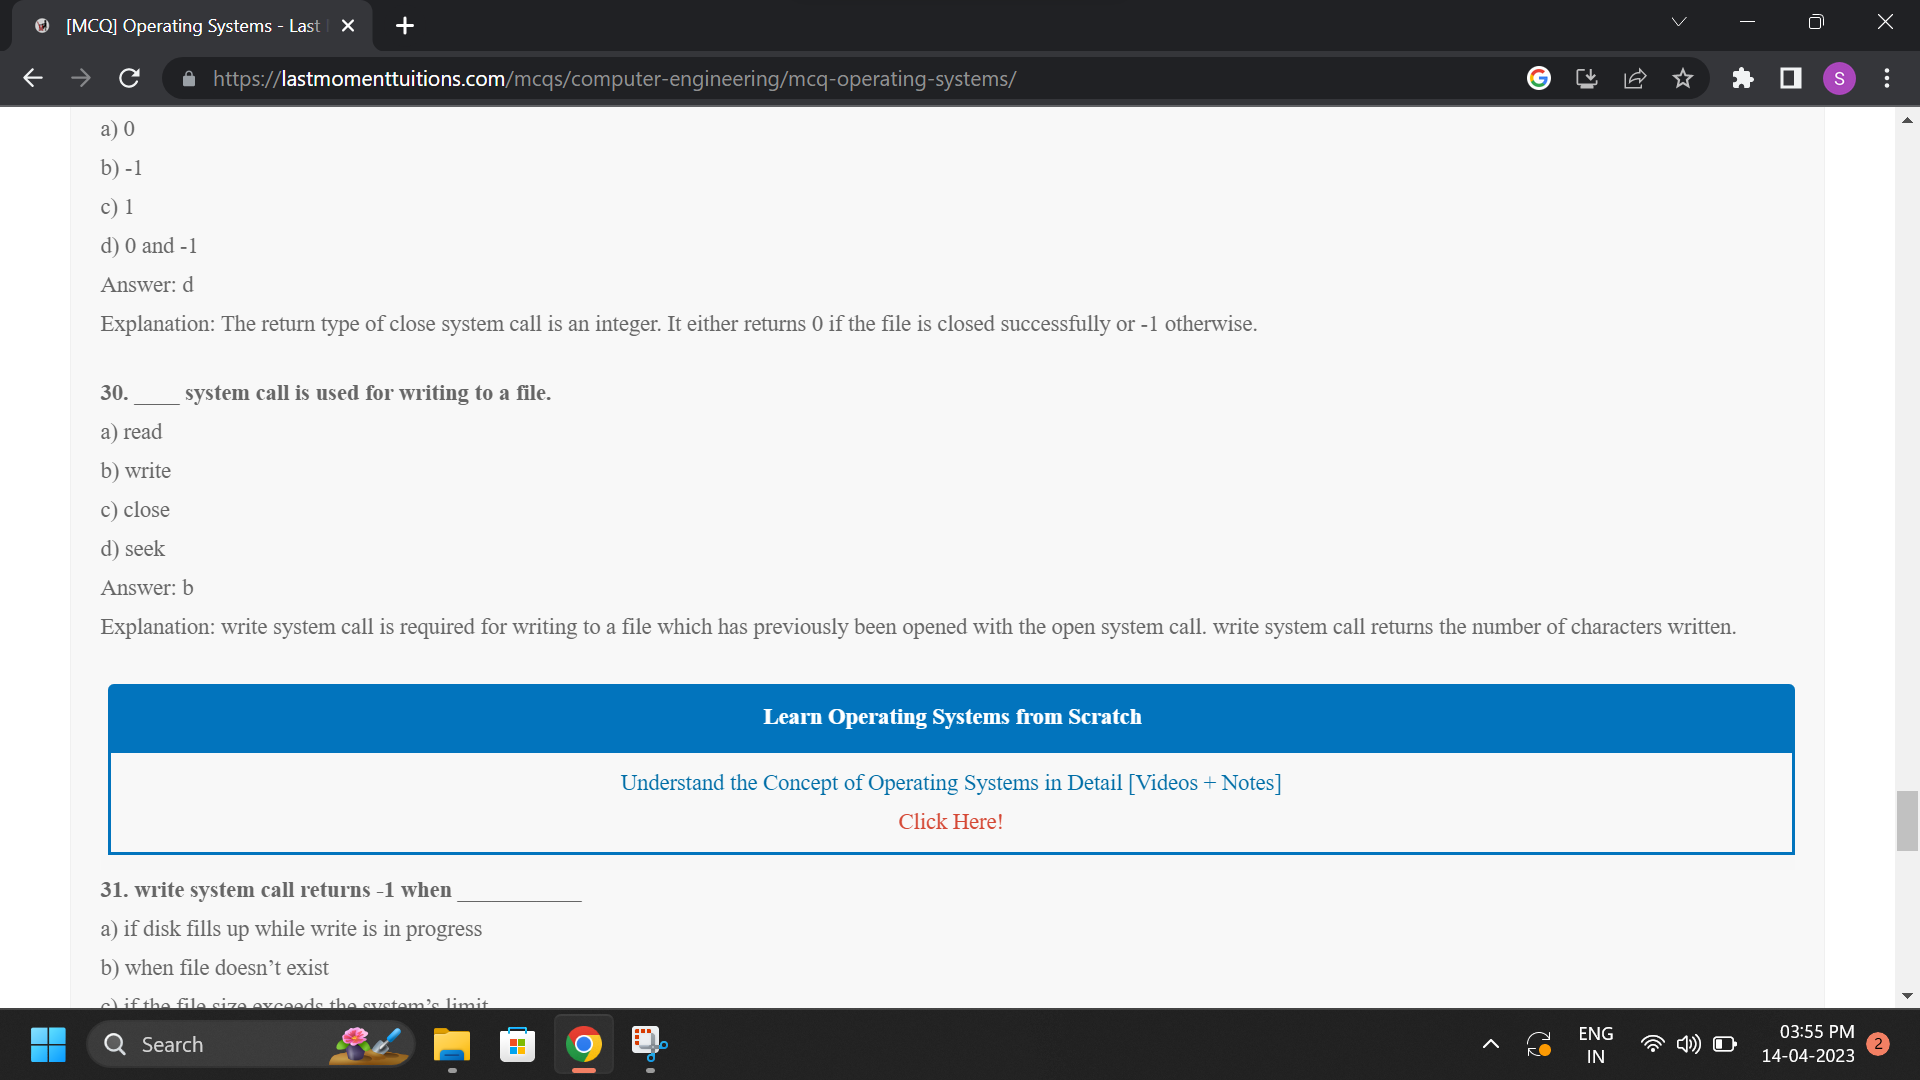 [MCQ] Operating Systems - Last
https://lastmomenttuitions.com/mcqs/computer-engineering/mcq-operating-systems/
S
a) 0
b) -1
c) 1
d) 0 and -1
Answer: d
Explanation: The return type of close system call is an integer. It either returns 0 if the file is closed successfully or -1 otherwise.
30. ____ system call is used for writing to a file.
a) read
b) write
c) close
d) seek
Answer: b
Explanation: write system call is required for writing to a file which has previously been opened with the open system call. write system call returns the number of characters written.
Learn Operating Systems from Scratch
Understand the Concept of Operating Systems in Detail [Videos + Notes]
Click Here!
31. write system call returns -1 when ___________
a) if disk fills up while write is in progress
b) when file doesn’t exist
c) if the file size exceeds the system’s limit
Search
ENG
IN
03:55 PM
14-04-2023
2